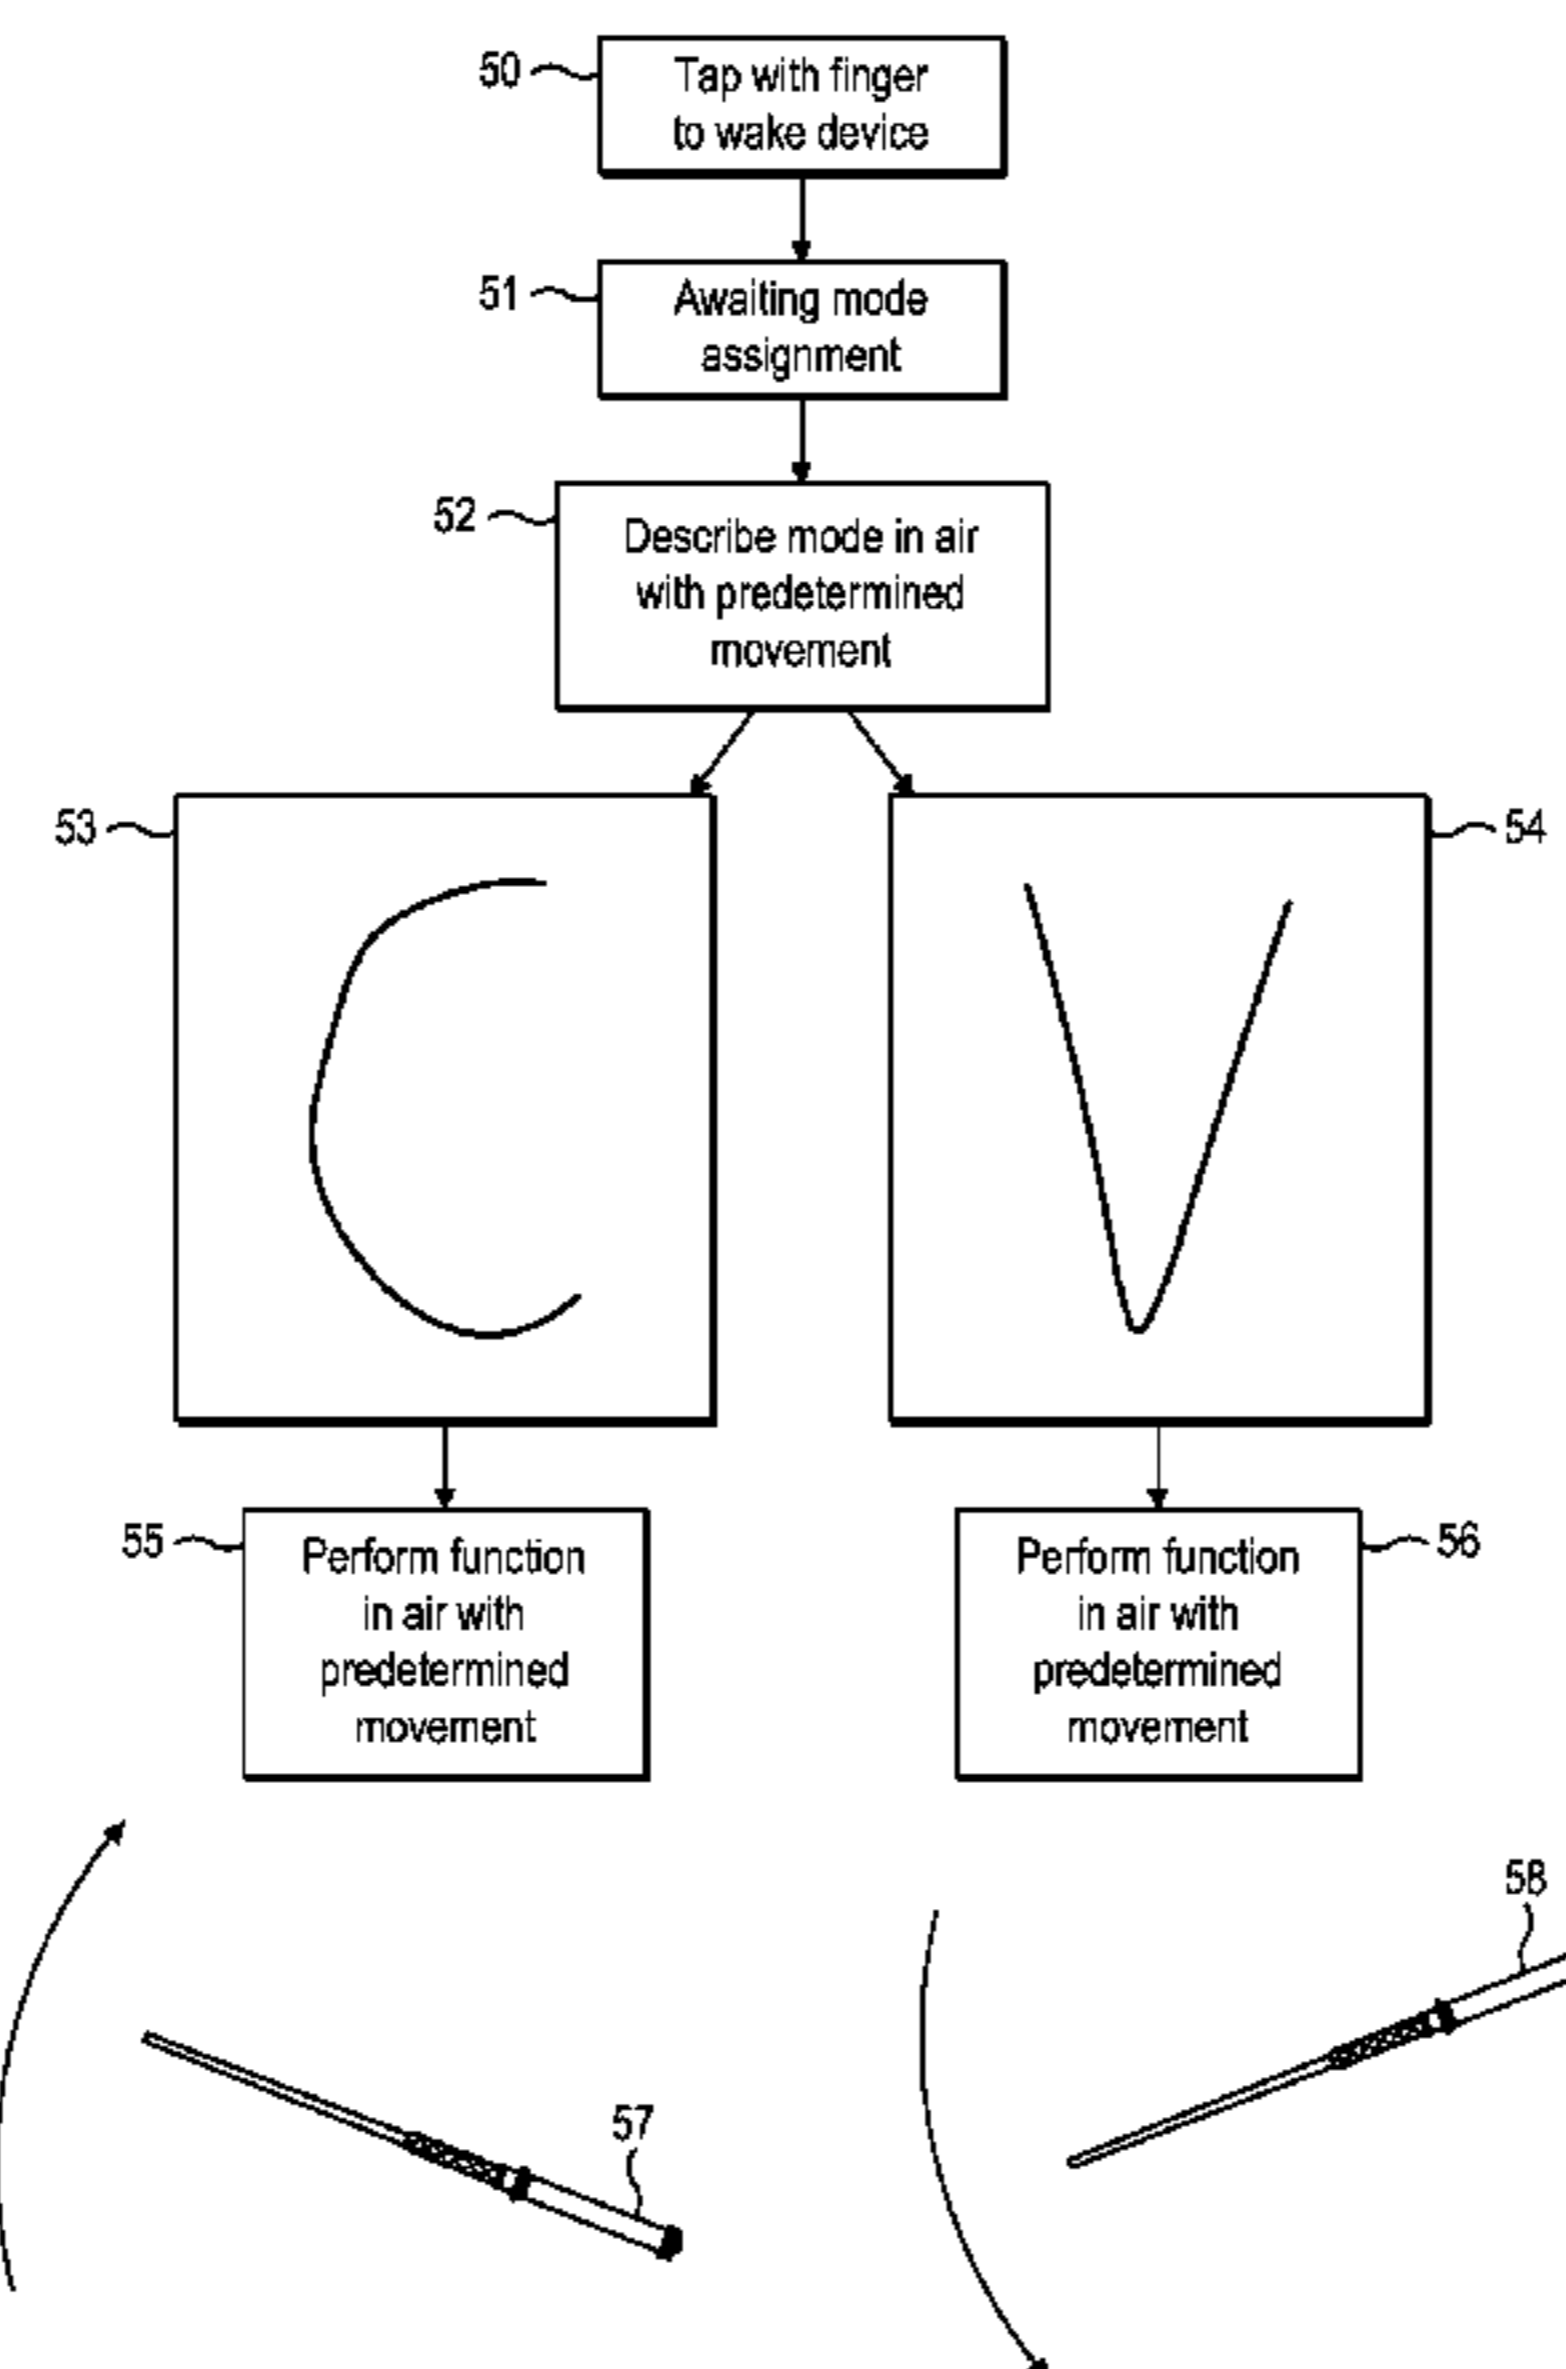 50
Tap with finger
to wake device
51
Awaiting mode
assignment
52
Describe mode in air
with predetermined
movement
53
C
54
V
55
Perform function
in air with
predetermined
movement
56
Perform function
in air with
predetermined
movement
57
58